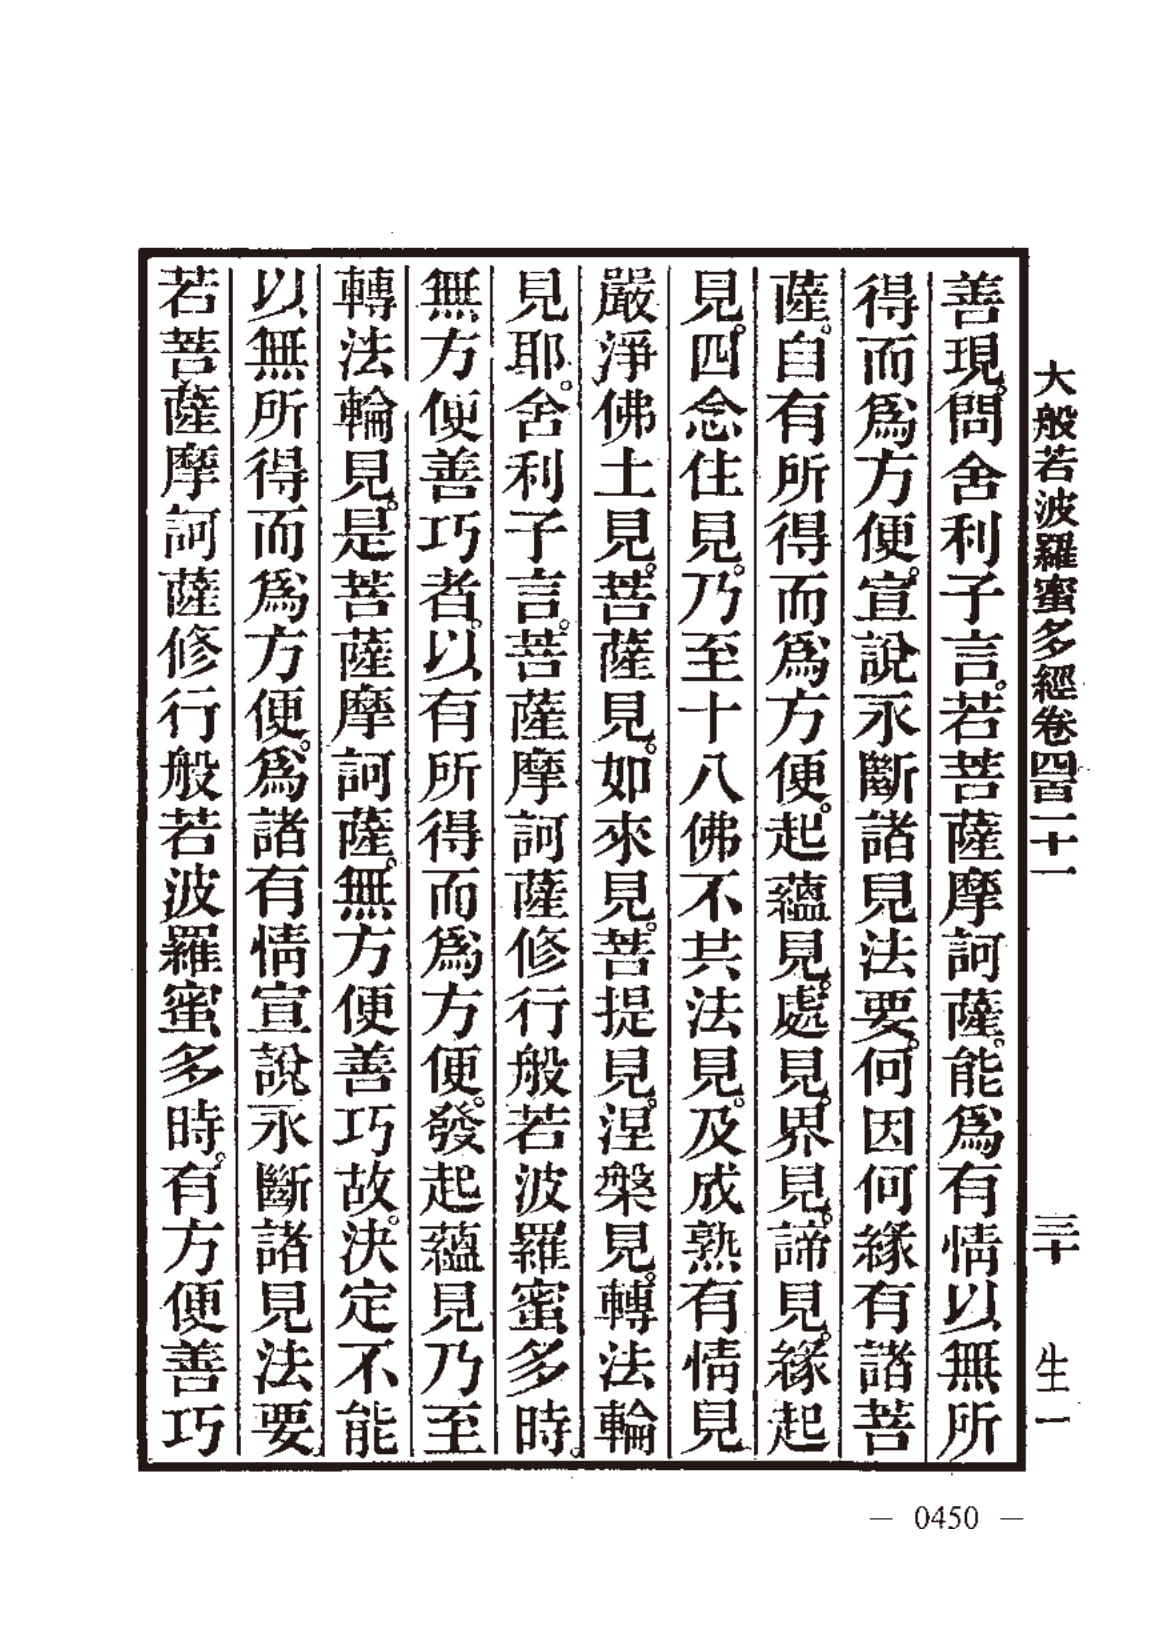 大般若波羅蜜多經卷四百二十一　三十　生一
善現。問舍利子言。若菩薩摩訶薩。能爲有情以無所
得而爲方便。宣說永斷諸見法要。何因何緣有諸菩
薩。自有所得而爲方便。起蘊見。處見。界見。諦見。緣起
見。四念住見。乃至十八佛不共法見。及成熟有情見
嚴淨佛土見。菩薩見。如來見。菩提見。涅槃見。轉法輪
見耶。舍利子言。菩薩摩訶薩修行般若波羅蜜多時。
無方便善巧者。以有所得而爲方便。發起蘊見乃至
轉法輪見。是菩薩摩訶薩。無方便善巧故。決定不能
以無所得而爲方便。爲諸有情宣說永斷諸見法要。
若菩薩摩訶薩修行般若波羅蜜多時。有方便善巧
— 0450 —